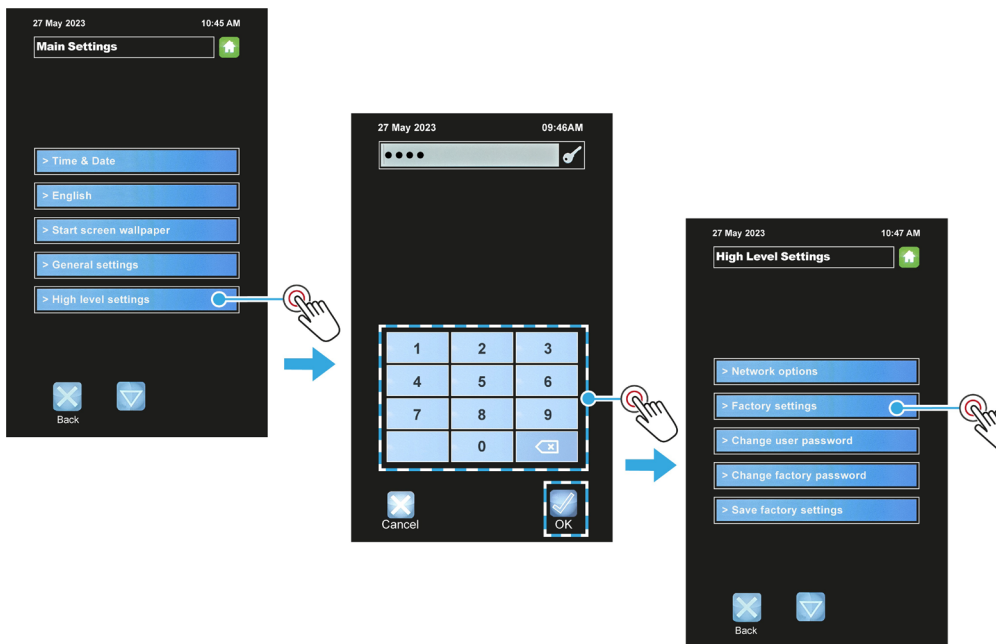 27 May 2023 10:45 AM
Main Settings
> Time & Date
> English
> Start screen wallpaper
> General settings
> High level settings
Back
27 May 2023 09:46AM
●●●●
1 2 3
4 5 6
7 8 9
0
Cancel OK
27 May 2023 10:47 AM
High Level Settings
> Network options
> Factory settings
> Change user password
> Change factory password
> Save factory settings
Back